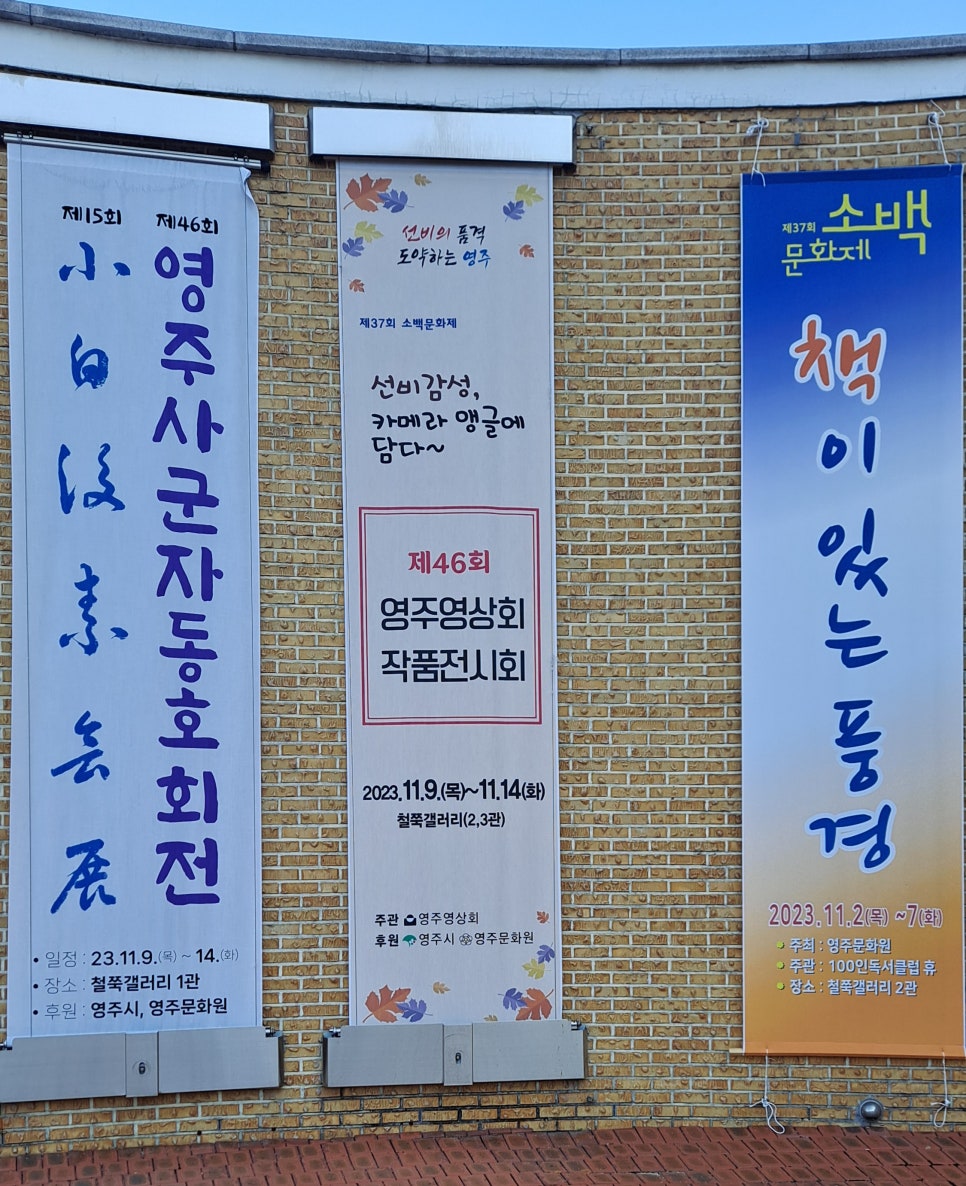 제46회
영주사군자동호회전
제15회
小白 素会展
• 일정 : 23.11.9.(목) ~ 14.(화)
• 장소 : 철쭉갤러리 1관
• 후원 : 영주시, 영주문화원
선비의 품격
도약하는 영주
제37회 소백문화제
선비감성,
카메라 앵글에
담다~
제46회
영주영상회
작품전시회
2023.11.9.(목)~11.14(화)
철쭉갤러리(2,3관)
주관 영주영상회
후원 영주시 영주문화원
제37회 소백
문화제
책이 있는 풍경
2023.11.2(목) ~7(화)
주최 : 영주문화원
주관 : 100인독서클럽 휴
장소 : 철쭉갤러리 2관